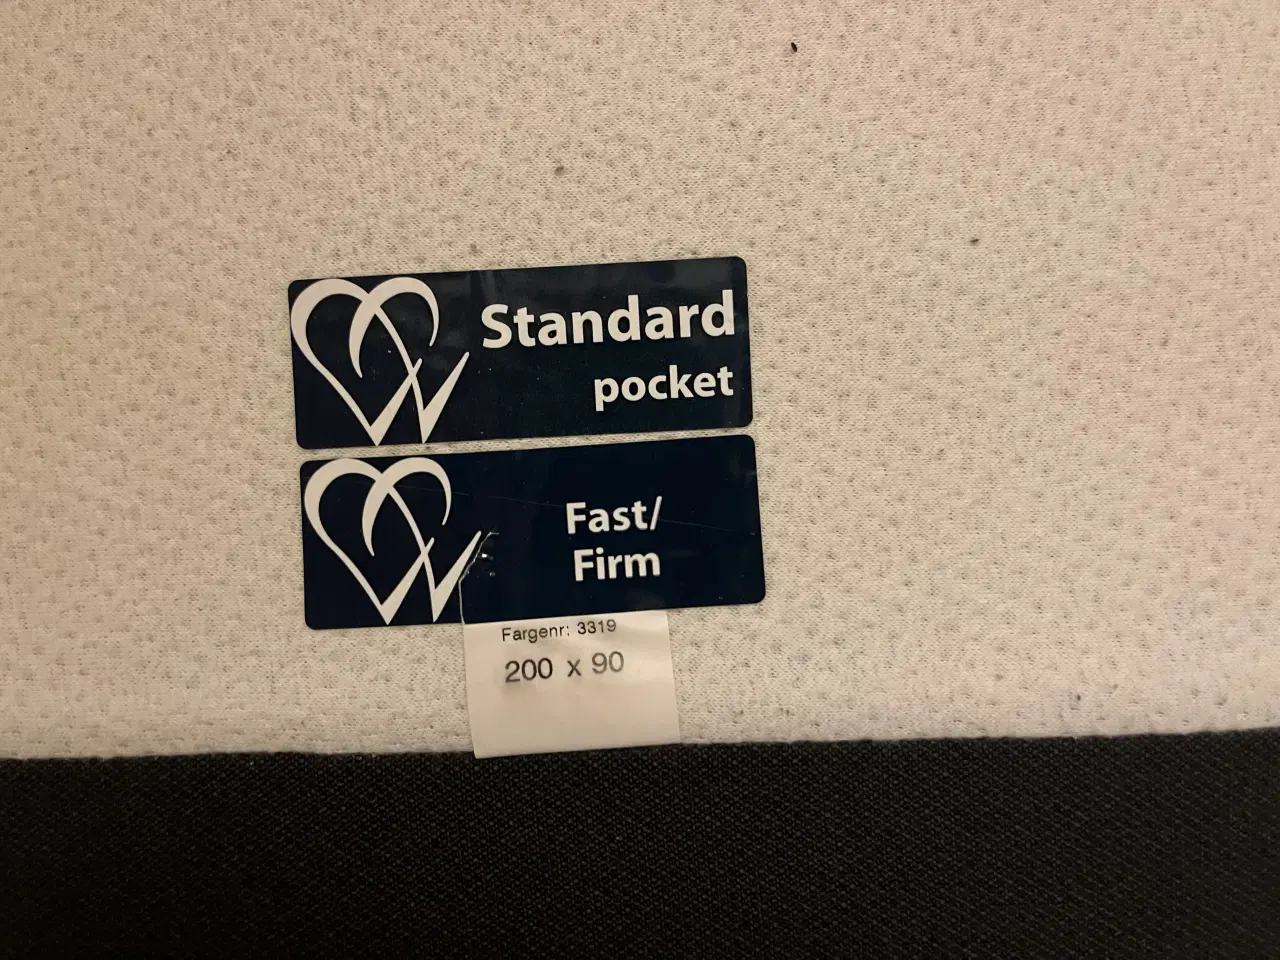 Standard
pocket
Fast/
Firm
Fargenr: 3319
200 x 90